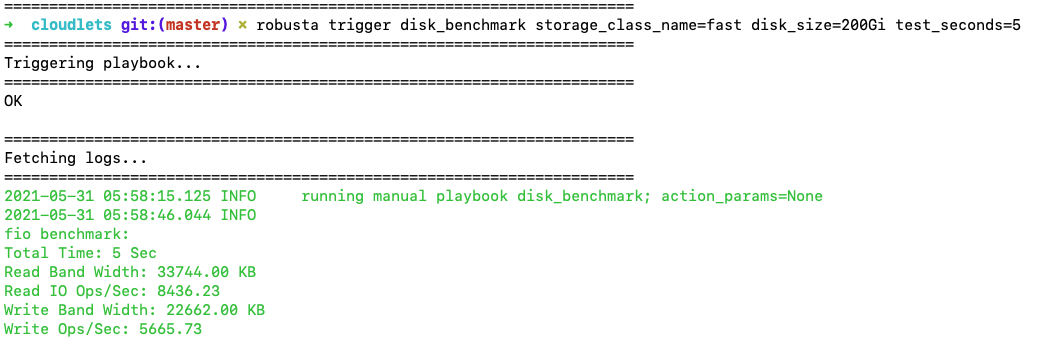 ======================================================================
➜  cloudlets git:(master) ✗ robusta trigger disk_benchmark storage_class_name=fast disk_size=200Gi test_seconds=5
======================================================================
Triggering playbook...
======================================================================
OK
======================================================================
Fetching logs...
======================================================================
2021-05-31 05:58:15.125 INFO     running manual playbook disk_benchmark; action_params=None
2021-05-31 05:58:46.044 INFO
fio benchmark:
Total Time: 5 Sec
Read Band Width: 33744.00 KB
Read IO Ops/Sec: 8436.23
Write Band Width: 22662.00 KB
Write Ops/Sec: 5665.73